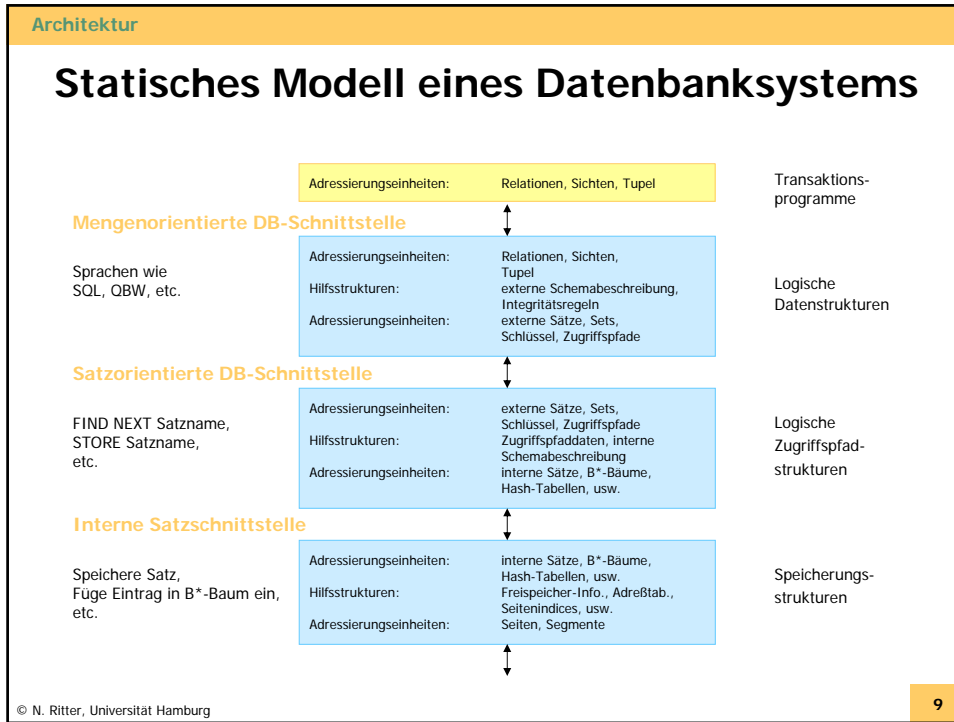 Architektur
Statisches Modell eines Datenbanksystems
Adressierungseinheiten: Relationen, Sichten, Tupel
Transaktions-
programme
Mengenorientierte DB-Schnittstelle
Sprachen wie
SQL, QBW, etc.
Adressierungseinheiten: Relationen, Sichten,
Tupel
Hilfsstrukturen: externe Schemabeschreibung,
Integritätsregeln
Adressierungseinheiten: externe Sätze, Sets,
Schlüssel, Zugriffspfade
Logische
Datenstrukturen
Satzorientierte DB-Schnittstelle
FIND NEXT Satzname,
STORE Satzname,
etc.
Adressierungseinheiten: externe Sätze, Sets,
Schlüssel, Zugriffspfade
Hilfsstrukturen: Zugriffspfaddaten, interne
Schemabeschreibung
Adressierungseinheiten: interne Sätze, B*-Bäume,
Hash-Tabellen, usw.
Logische
Zugriffspfad-
strukturen
Interne Satzschnittstelle
Speichere Satz,
Füge Eintrag in B*-Baum ein,
etc.
Adressierungseinheiten: interne Sätze, B*-Bäume,
Hash-Tabellen, usw.
Hilfsstrukturen: Freispeicher-Info., Adreßtab.,
Seitenindices, usw.
Adressierungseinheiten: Seiten, Segmente
Speicherungs-
strukturen
© N. Ritter, Universität Hamburg
9